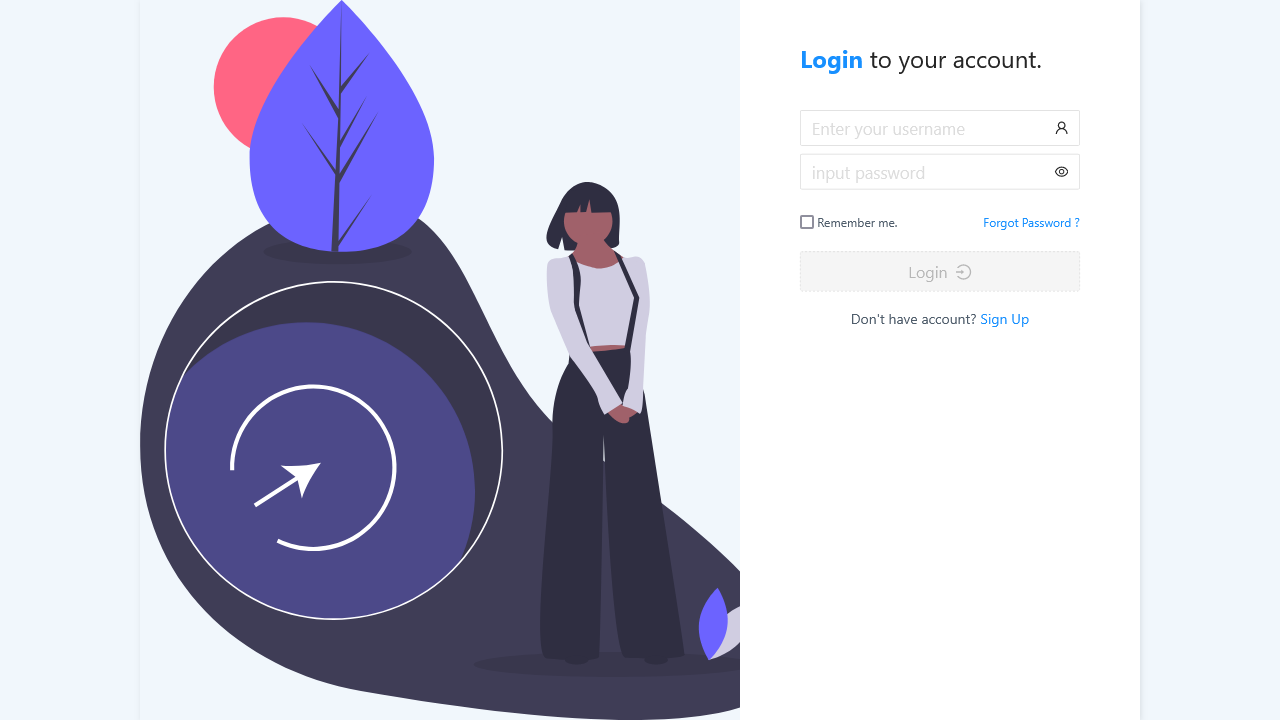 Login to your account.
Enter your username
input password
Remember me.
Forgot Password ?
Login
Don't have account? Sign Up